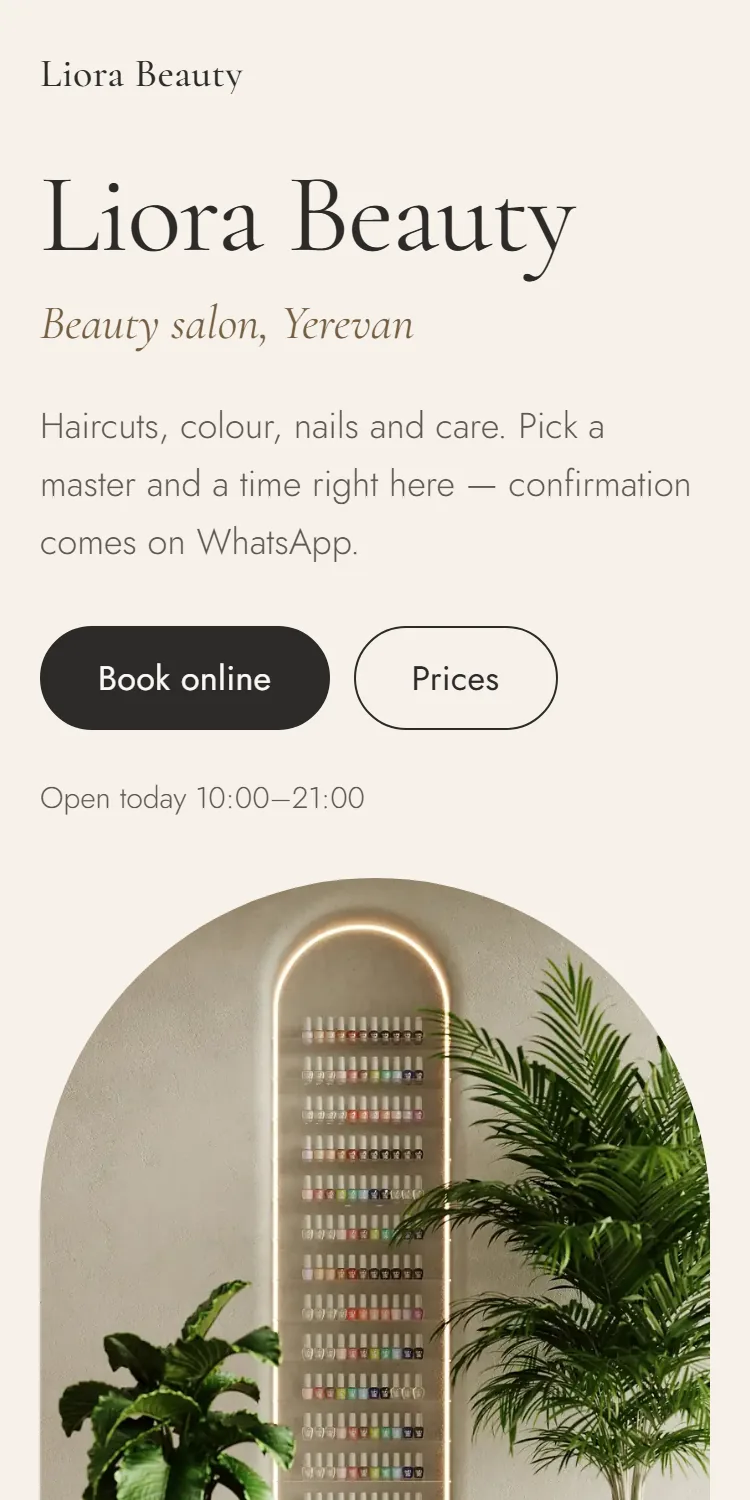 Liora Beauty
Liora Beauty
Beauty salon, Yerevan
Haircuts, colour, nails and care. Pick a
master and a time right here — confirmation
comes on WhatsApp.
Book online
Prices
Open today 10:00–21:00